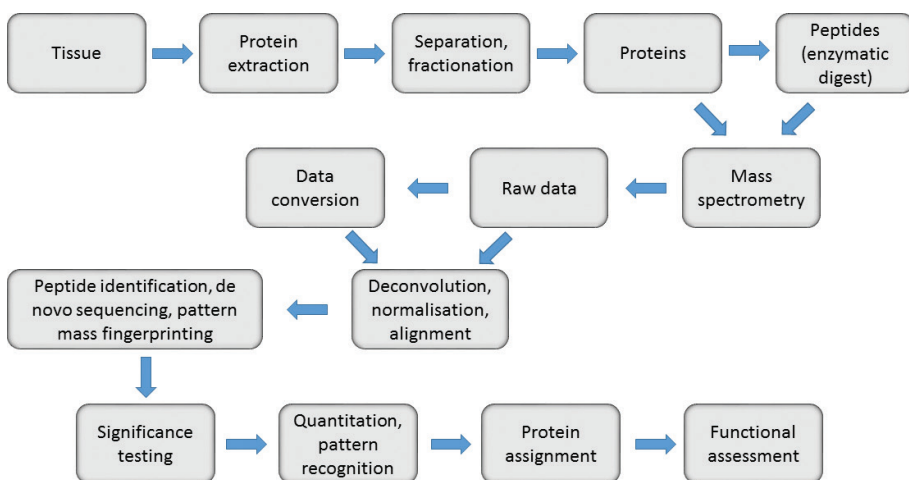 Tissue
Protein
extraction
Separation,
fractionation
Proteins
Peptides
(enzymatic
digest)
Data
conversion
Raw data
Mass
spectrometry
Peptide identification, de
novo sequencing, pattern
mass fingerprinting
Deconvolution,
normalisation,
alignment
Significance
testing
Quantitation,
pattern
recognition
Protein
assignment
Functional
assessment